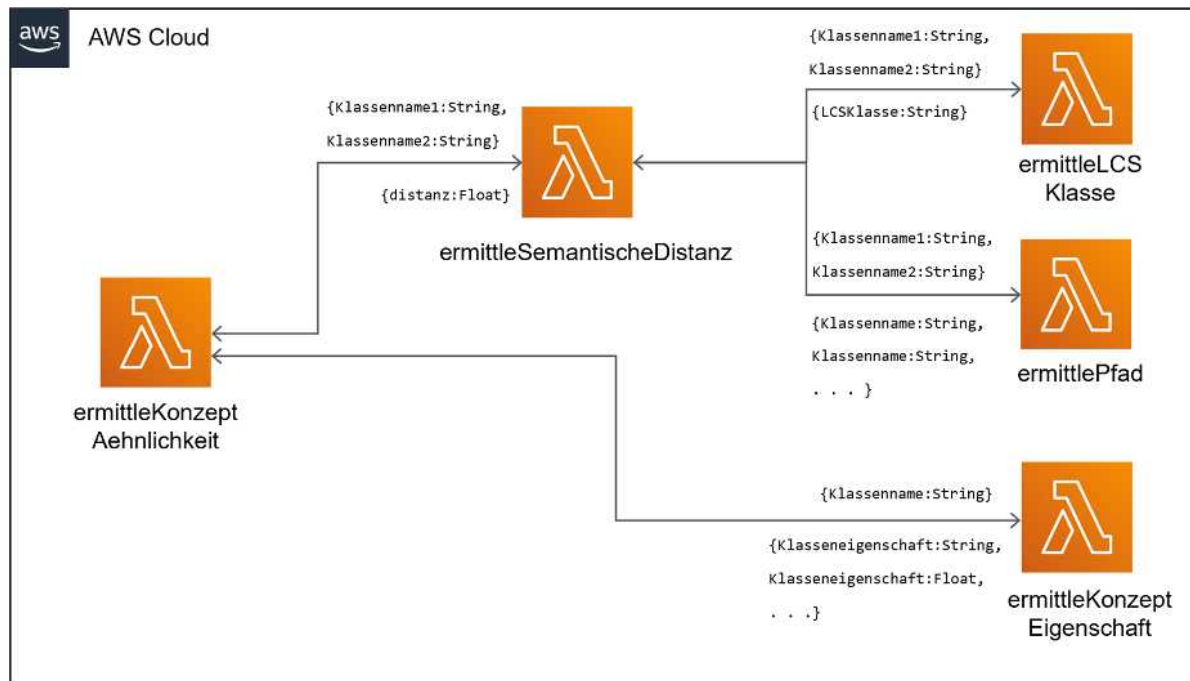 aws
AWS Cloud
{Klassenname1:String,
Klassenname2:String}
{distanz:Float}
ermittleSemantischeDistanz
{Klassenname1:String,
Klassenname2:String}
{LCSKlasse:String}
ermittleLCS
Klasse
{Klassenname1:String,
Klassenname2:String}
{Klassenname:String,
Klassenname:String,
. . . }
ermittlePfad
ermittleKonzept
Aehnlichkeit
{Klassenname:String}
{Klasseneigenschaft:String,
Klasseneigenschaft:Float,
. . .}
ermittleKonzept
Eigenschaft